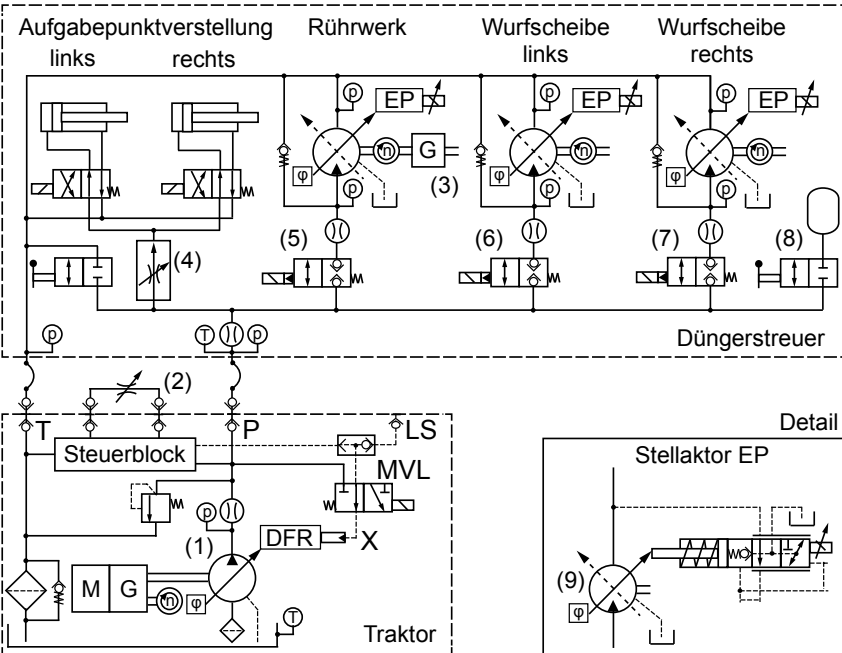 Aufgabepunktverstellung
links
rechts
Rührwerk
Wurfscheibe
links
Wurfscheibe
rechts
p
EP
p
EP
p
EP
n
G
n
n
(3)
φ
p
φ
p
φ
p
(4)
(5)
(6)
(7)
(8)
p
T
p
Düngerstreuer
(2)
T
P
LS
Steuerblock
MVL
p
(1)
DFR
X
M
G
n
φ
T
Traktor
Detail
Stellaktor EP
(9)
φ